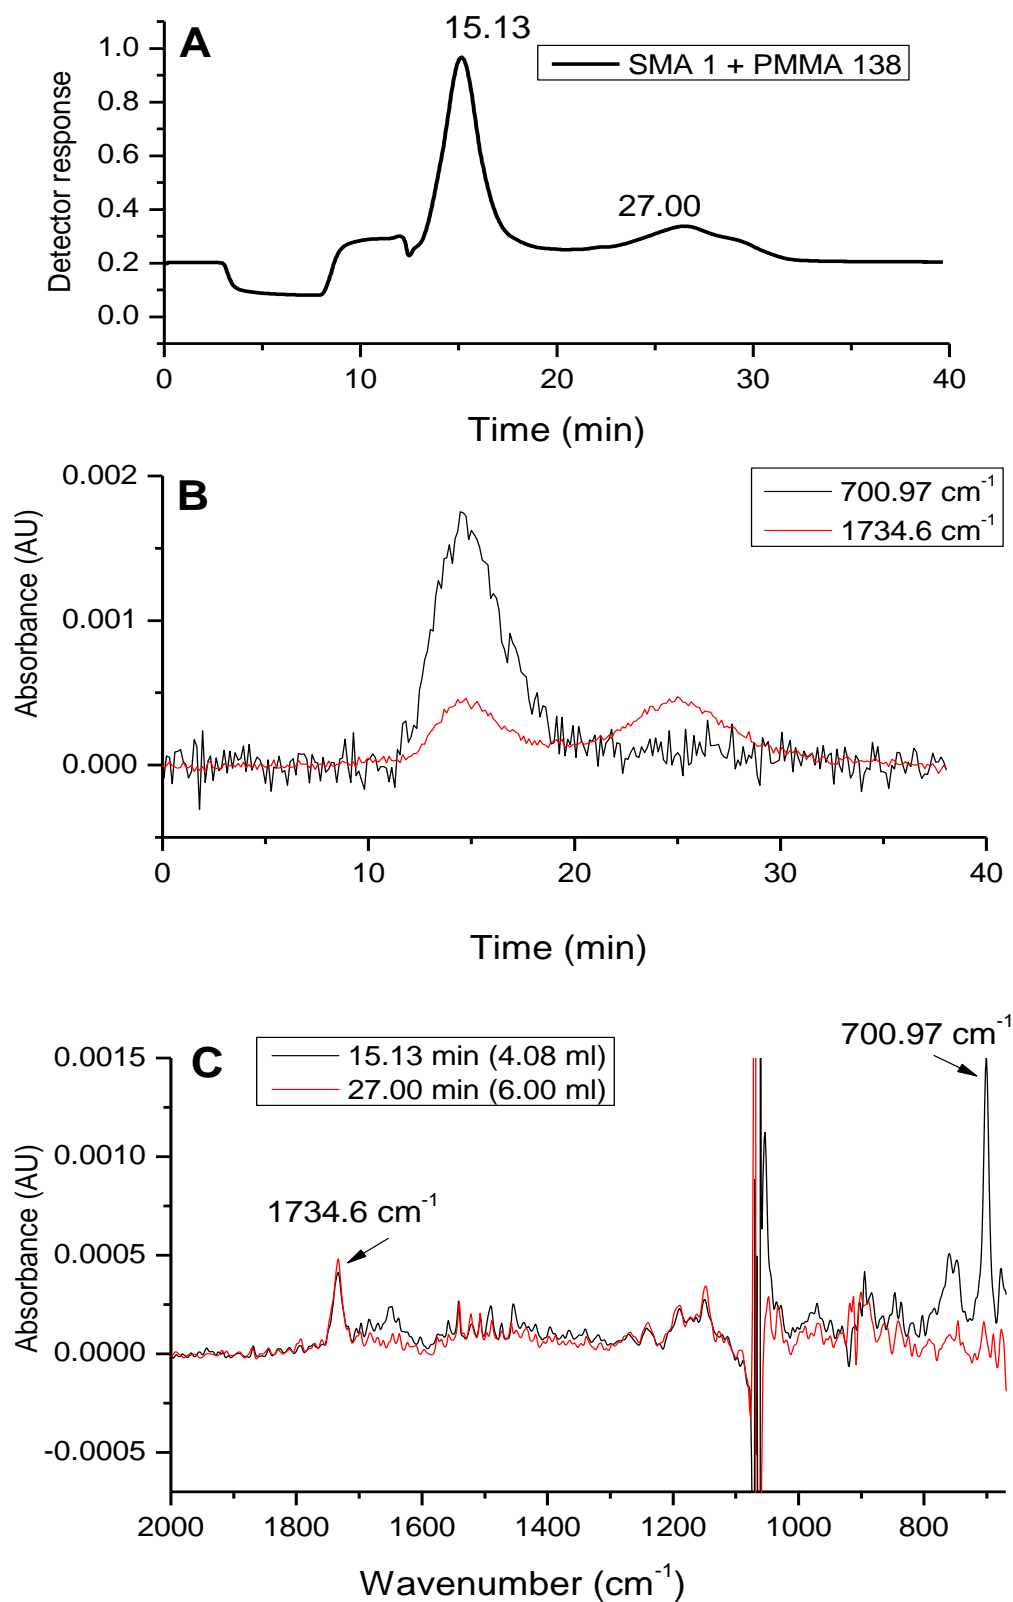 A
15.13
SMA 1 + PMMA 138
27.00
Detector response
1.0
0.8
0.6
0.4
0.2
0.0
0 10 20 30 40
Time (min)
B
700.97 cm⁻¹
1734.6 cm⁻¹
Absorbance (AU)
0.002
0.001
0.000
0 10 20 30 40
Time (min)
C
15.13 min (4.08 ml)
27.00 min (6.00 ml)
700.97 cm⁻¹
1734.6 cm⁻¹
Absorbance (AU)
0.0015
0.0010
0.0005
0.0000
-0.0005
2000 1800 1600 1400 1200 1000 800
Wavenumber (cm⁻¹)